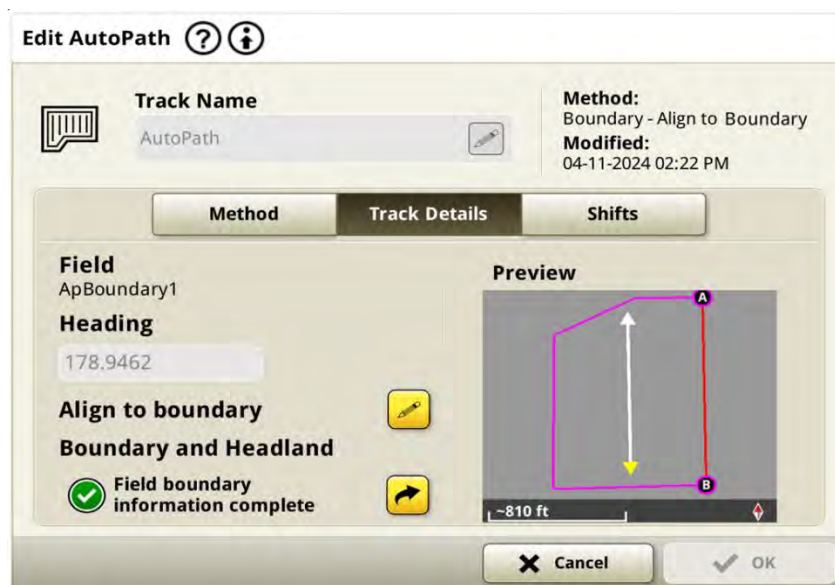 Edit AutoPath ?
Track Name
AutoPath
Method:
Boundary - Align to Boundary
Modified:
04-11-2024 02:22 PM
Method
Track Details
Shifts
Field
ApBoundary1
Heading
178.9462
Align to boundary
Boundary and Headland
Field boundary
information complete
Preview
A
B
~810 ft
Cancel
OK